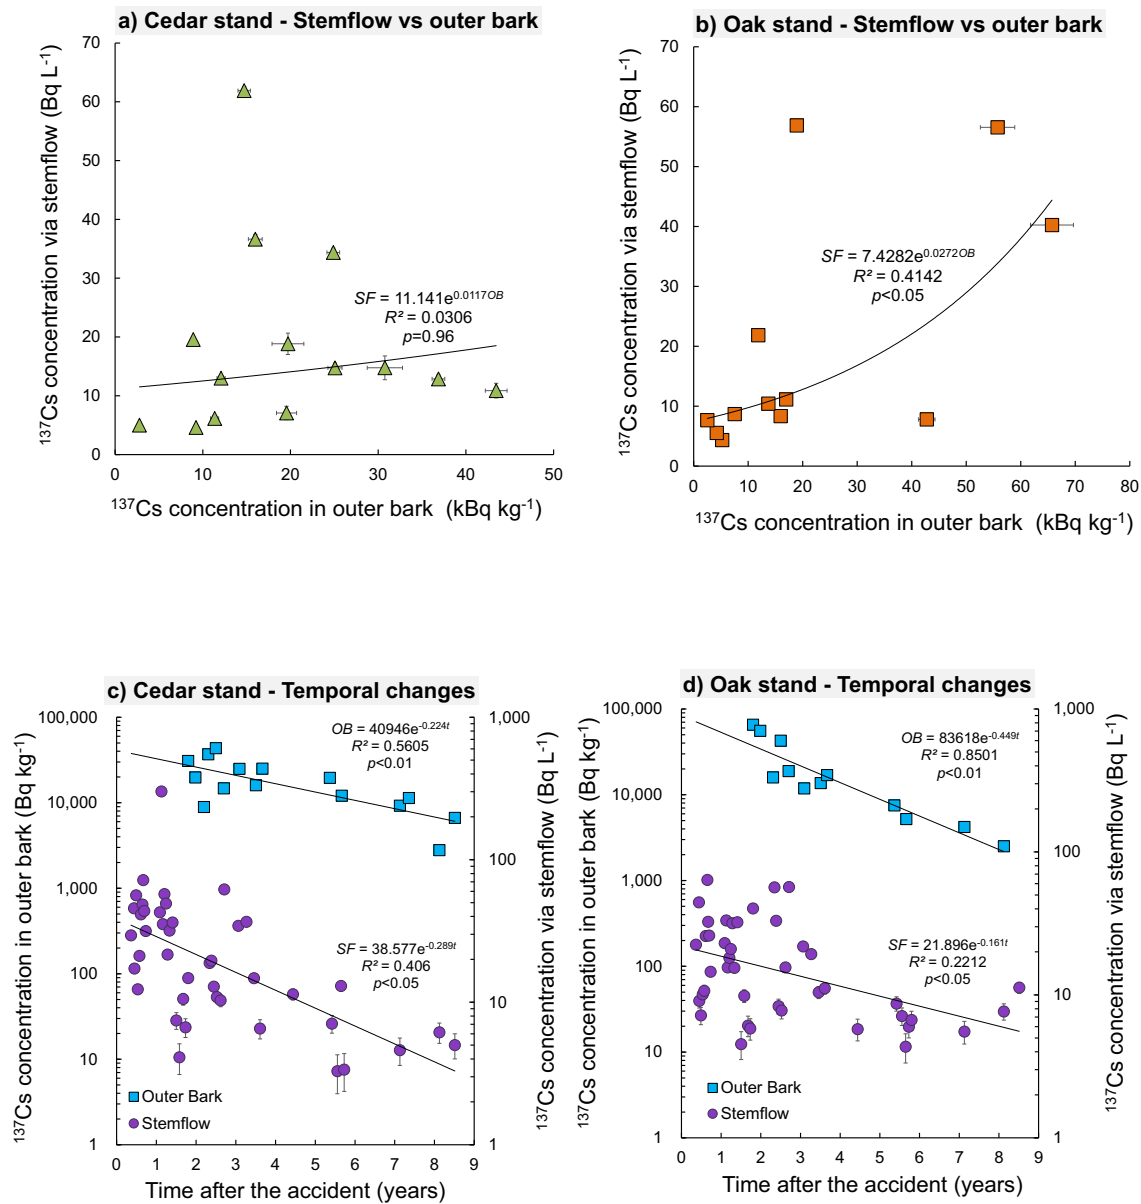 a) Cedar stand - Stemflow vs outer bark
70
60
50
40
30
20
10
0
0 10 20 30 40 50
¹³⁷Cs concentration via stemflow (Bq L⁻¹)
¹³⁷Cs concentration in outer bark (kBq kg⁻¹)
SF = 11.141e^0.0117OB
R² = 0.0306
p=0.96
b) Oak stand - Stemflow vs outer bark
70
60
50
40
30
20
10
0
0 10 20 30 40 50 60 70 80
¹³⁷Cs concentration via stemflow (Bq L⁻¹)
¹³⁷Cs concentration in outer bark (kBq kg⁻¹)
SF = 7.4282e^0.0272OB
R² = 0.4142
p<0.05
c) Cedar stand - Temporal changes
100,000
10,000
1,000
100
10
1
1,000
100
10
1
0 1 2 3 4 5 6 7 8 9
¹³⁷Cs concentration in outer bark (Bq kg⁻¹)
¹³⁷Cs concentration via stemflow (Bq L⁻¹)
Time after the accident (years)
OB = 40946e^-0.224t
R² = 0.5605
p<0.01
SF = 38.577e^-0.289t
R² = 0.406
p<0.05
Outer Bark
Stemflow
d) Oak stand - Temporal changes
100,000
10,000
1,000
100
10
1
1,000
100
10
1
0 1 2 3 4 5 6 7 8 9
¹³⁷Cs concentration in outer bark (Bq kg⁻¹)
¹³⁷Cs concentration via stemflow (Bq L⁻¹)
Time after the accident (years)
OB = 83618e^-0.449t
R² = 0.8501
p<0.01
SF = 21.896e^-0.161t
R² = 0.2212
p<0.05
Outer Bark
Stemflow